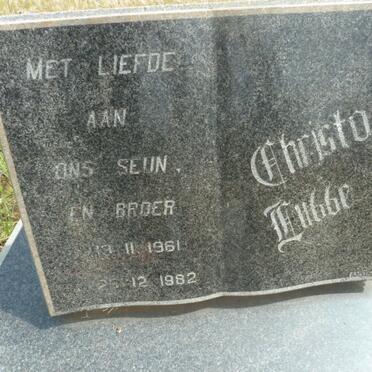 MET LIEFDE
AAN
ONS SEUN.
EN BROER
13 11 1961
25 12 1982
Christo
Lubbe